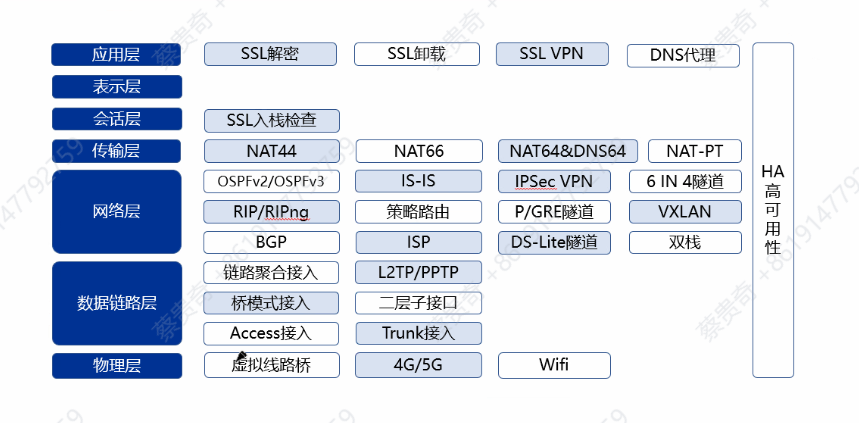 应用层 SSL解密 SSL卸载 SSL VPN DNS代理
表示层
会话层 SSL入栈检查
传输层 NAT44 NAT66 NAT64&DNS64 NAT-PT
网络层
OSPFv2/OSPFv3 IS-IS IPSec VPN 6 IN 4隧道
RIP/RIPng 策略路由 P/GRE隧道 VXLAN
BGP ISP DS-Lite隧道 双栈
数据链路层
链路聚合接入 L2TP/PPTP
桥模式接入 二层子接口
Access接入 Trunk接入
物理层 虚拟线路桥 4G/5G Wifi
HA
高
可
用
性
蔡贵奇 +8619147792759